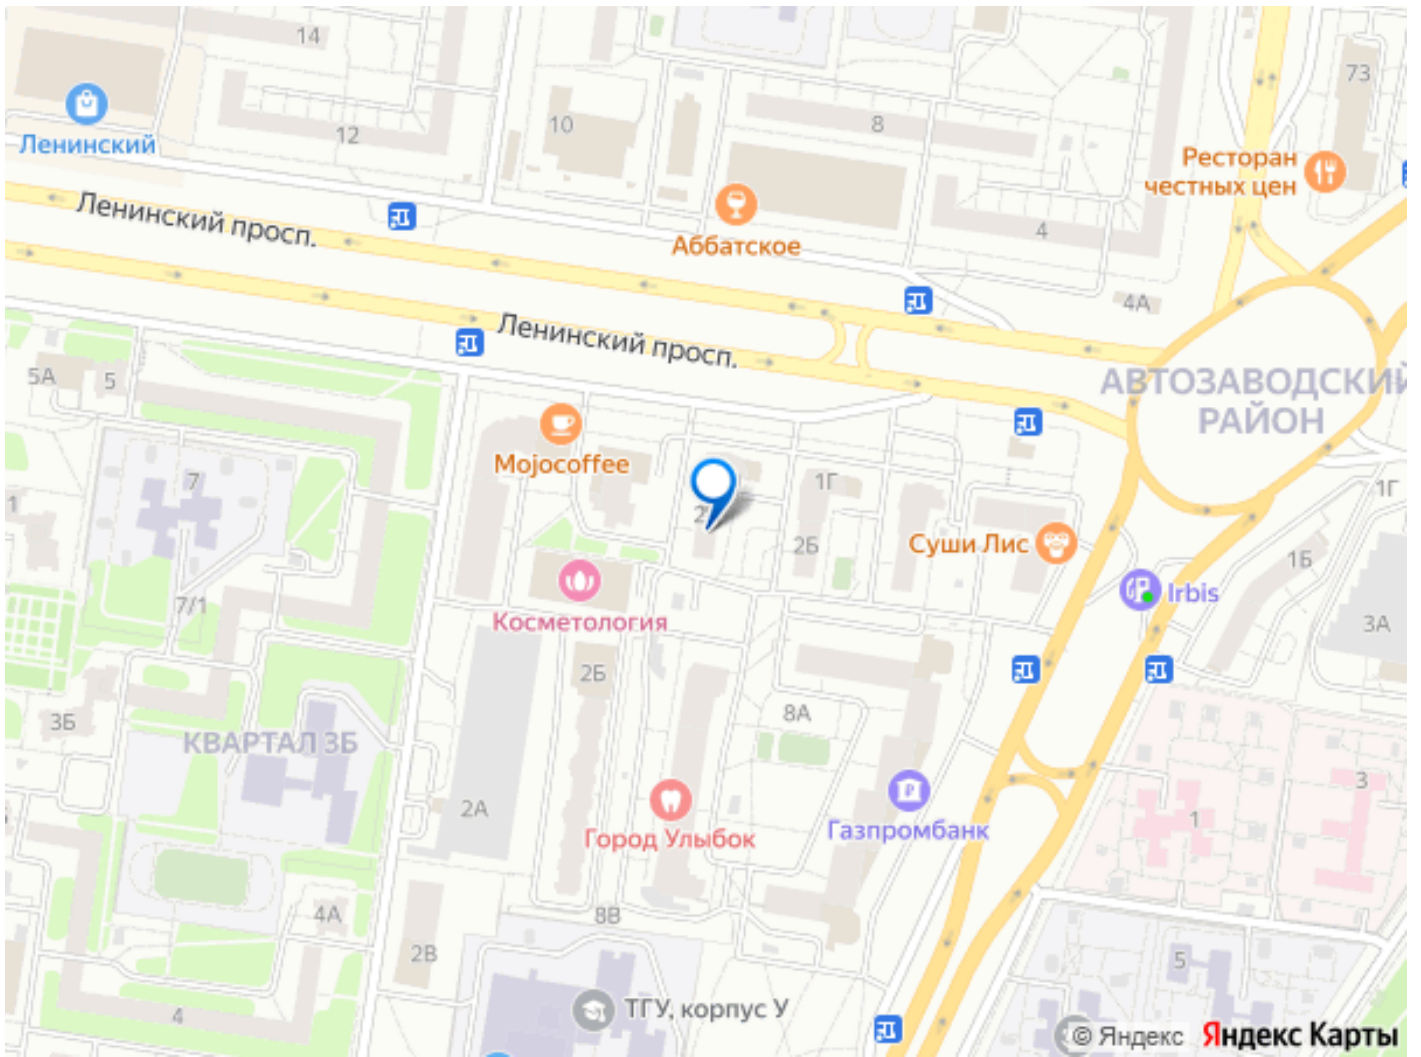 14
73
Ленинский
12
10
8
Ресторан
честных цен
Ленинский просп.
Аббатское
4
4А
Ленинский просп.
5А
5
АВТОЗАВОДСКИЙ
РАЙОН
Mojocoffee
7
1Г
1Г
1
2Б
Суши Лис
1Б
7/1
Косметология
Irbis
3А
2Б
3Б
КВАРТАЛ 3Б
8А
3
2А
Город Улыбок
Газпромбанк
1
4А
8В
2В
5
4
ТГУ, корпус У
© Яндекс Яндекс Карты